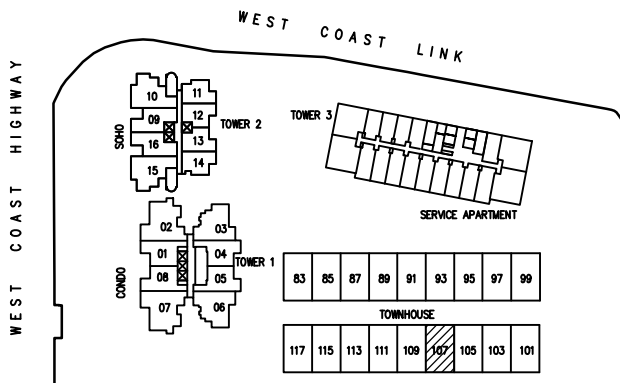 WEST COAST LINK
WEST COAST HIGHWAY
10 11
09 12
16 13
15 14
SOHO
TOWER 2
TOWER 3
SERVICE APARTMENT
02 03
01 04
08 05
07 06
CONDO
TOWER 1
83 85 87 89 91 93 95 97 99
TOWNHOUSE
117 115 113 111 109 107 105 103 101